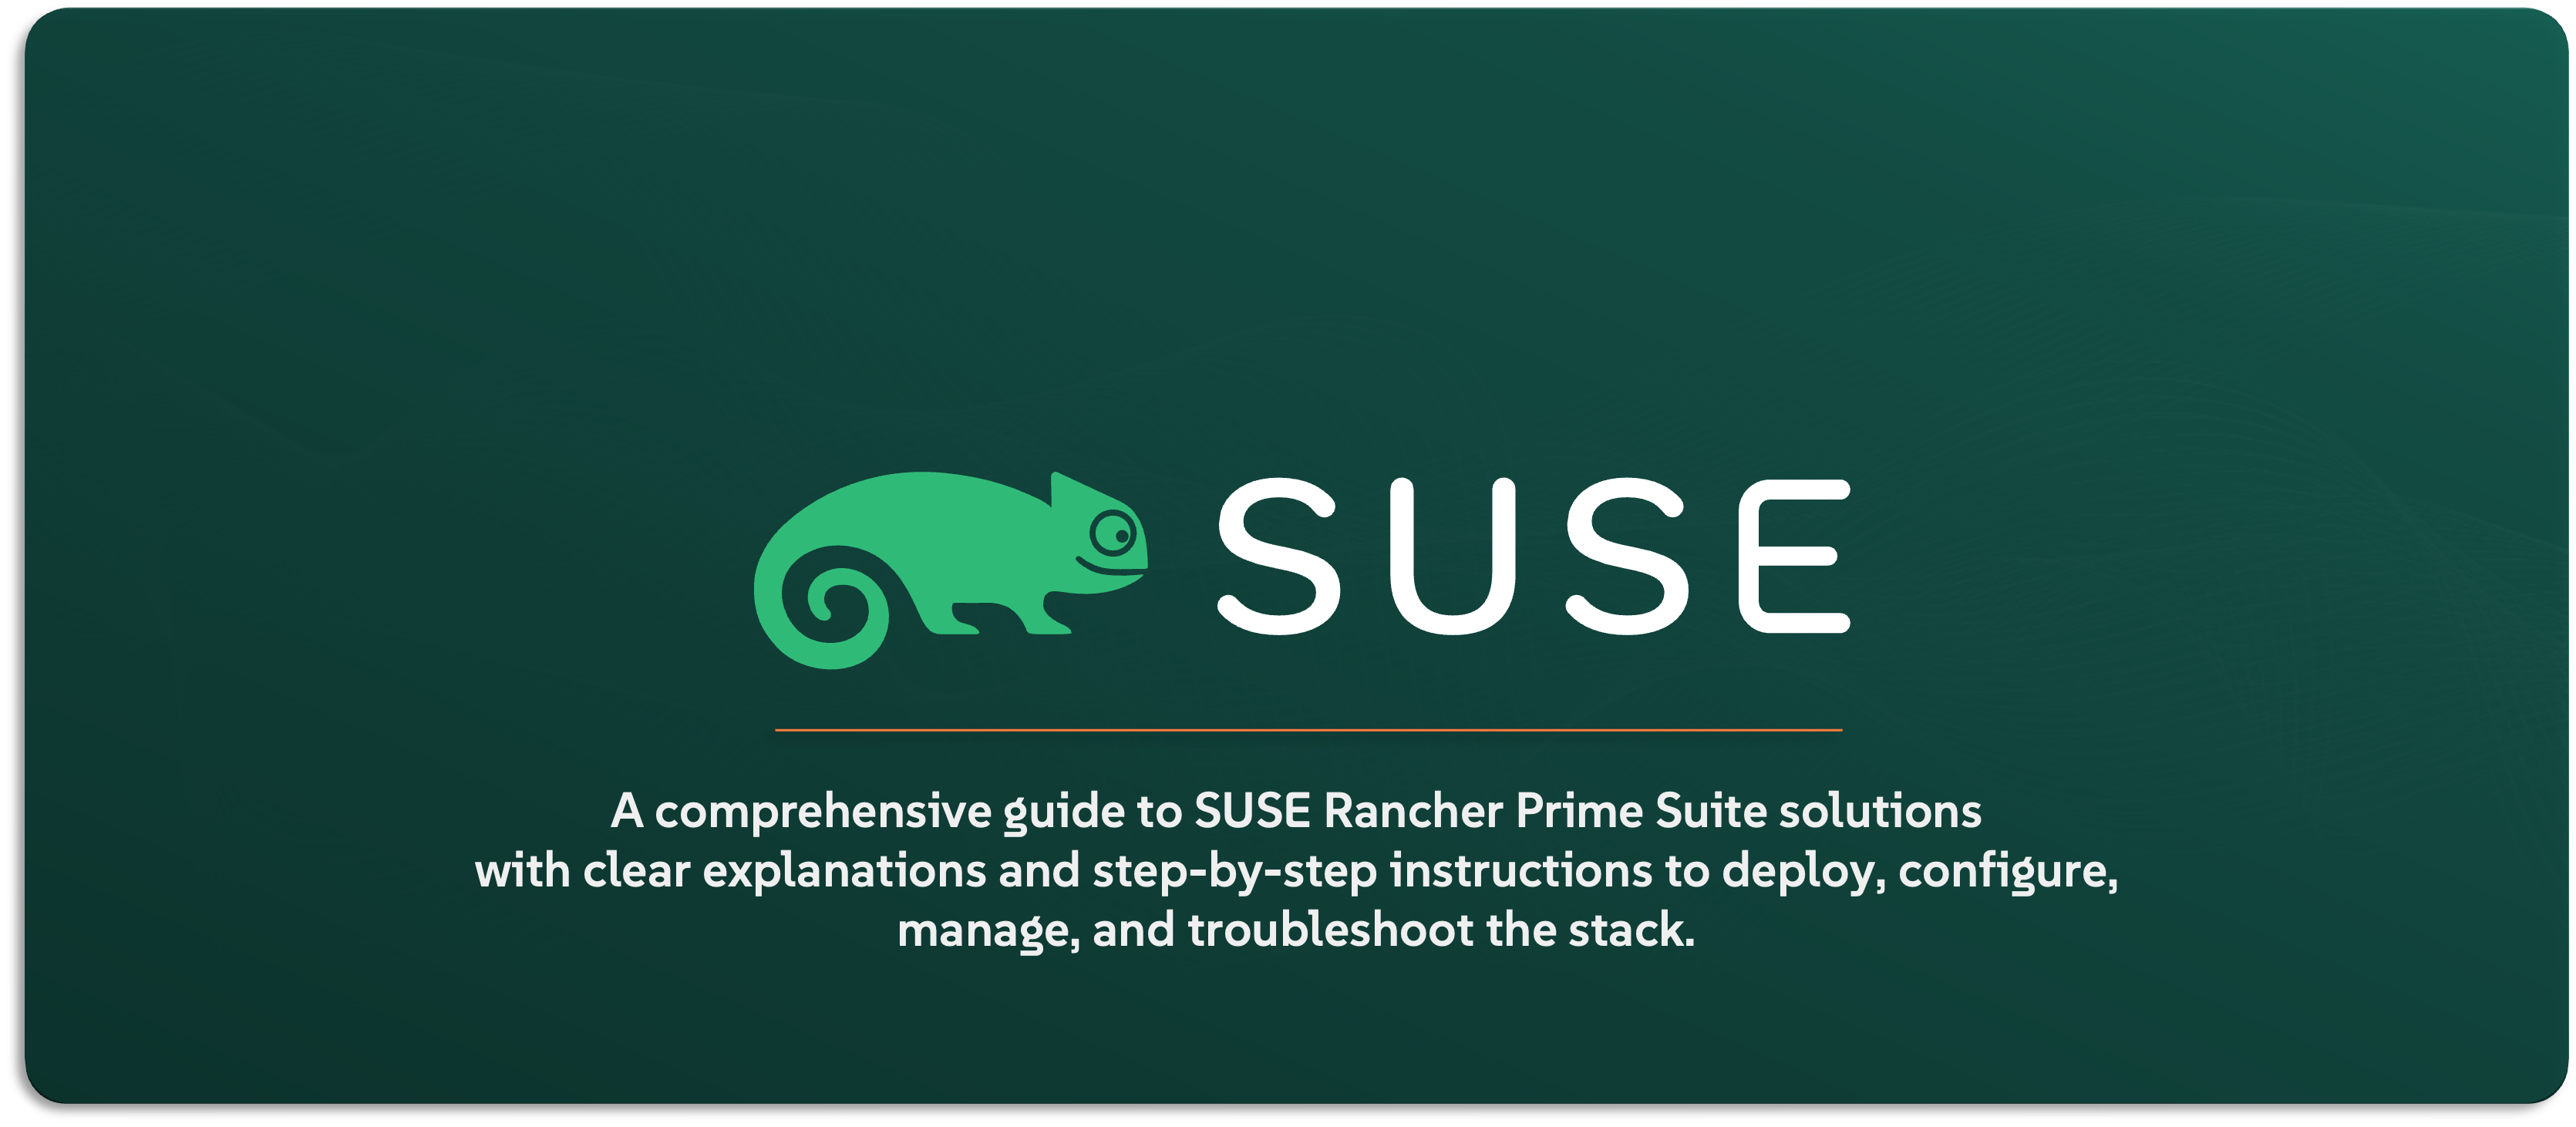 SUSE
A comprehensive guide to SUSE Rancher Prime Suite solutions
with clear explanations and step-by-step instructions to deploy, configure,
manage, and troubleshoot the stack.